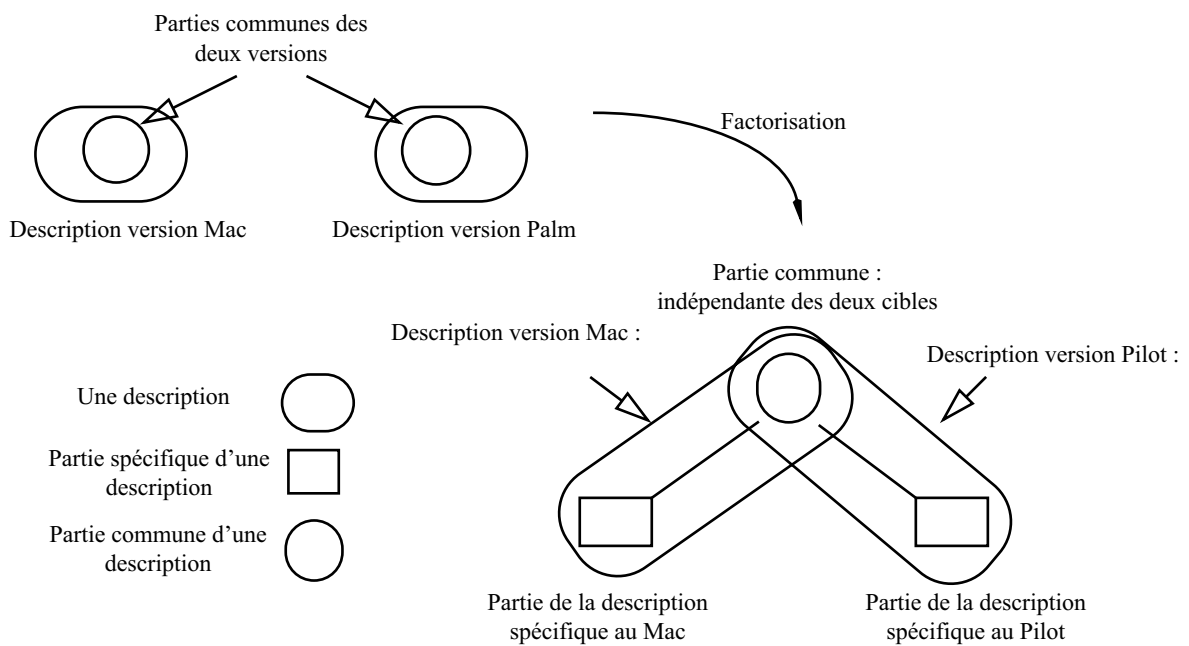 Parties communes des
deux versions
Factorisation
Description version Mac
Description version Palm
Partie commune :
indépendante des deux cibles
Description version Mac :
Description version Pilot :
Une description
Partie spécifique d’une
description
Partie commune d’une
description
Partie de la description
spécifique au Mac
Partie de la description
spécifique au Pilot